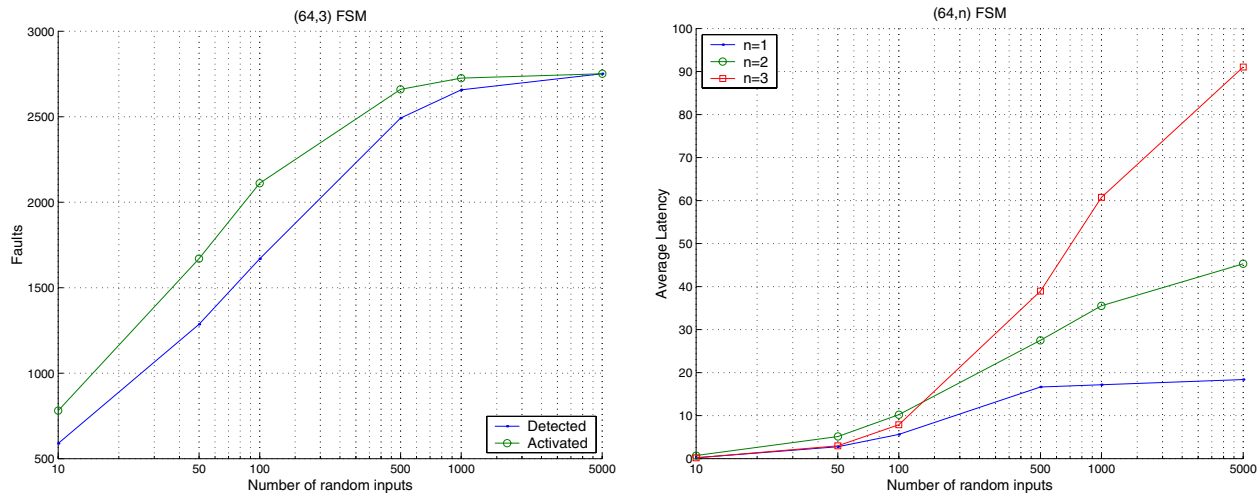 (64,3) FSM
3000
2500
2000
1500
1000
500
Faults
10
50
100
500
1000
5000
Number of random inputs
Detected
Activated
(64,n) FSM
100
90
80
70
60
50
40
30
20
10
0
Average Latency
10
50
100
500
1000
5000
Number of random inputs
n=1
n=2
n=3